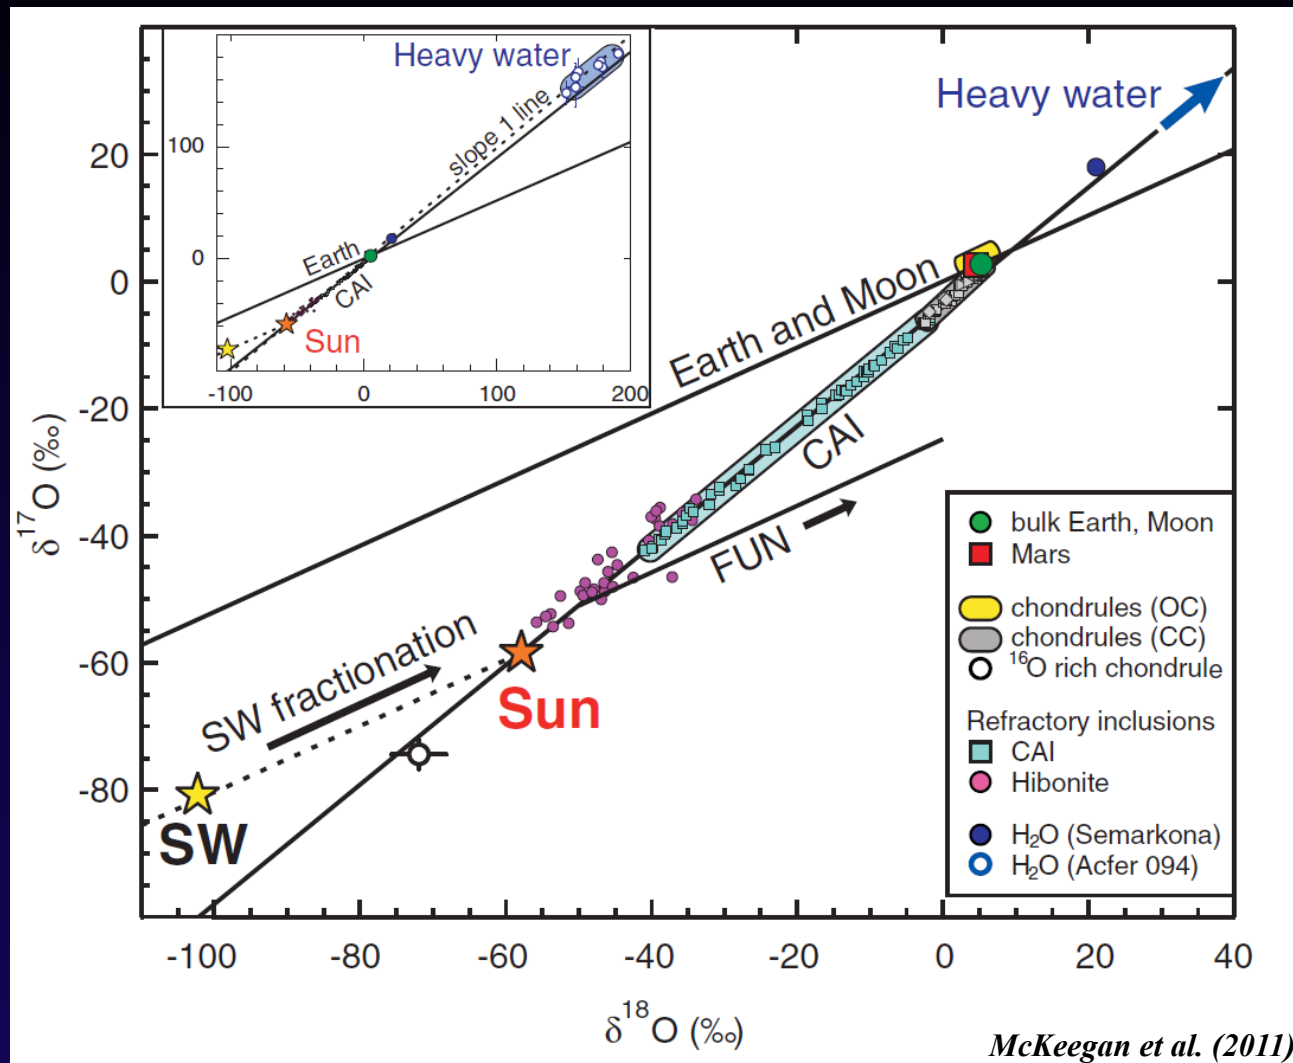 Heavy water
slope 1 line
100
0
Earth
CAI
Sun
-100
0
100
200
Heavy water
20
0
-20
-40
-60
-80
δ17O (‰)
Earth and Moon
CAI
FUN
SW fractionation
Sun
SW
bulk Earth, Moon
Mars
chondrules (OC)
chondrules (CC)
16O rich chondrule
Refractory inclusions
CAI
Hibonite
H2O (Semarkona)
H2O (Acfer 094)
-100
-80
-60
-40
-20
0
20
40
δ18O (‰)
McKeegan et al. (2011)